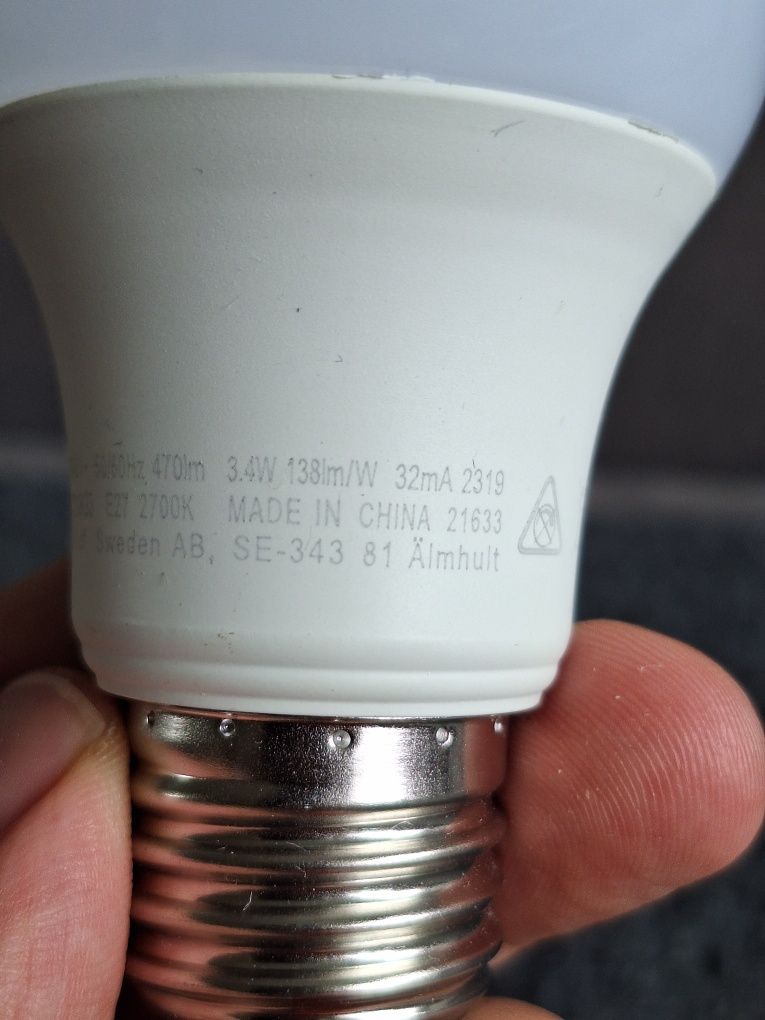 50/60Hz 470lm 3.4W 138lm/W 32mA 2319
E27 2700K MADE IN CHINA 21633
Sweden AB, SE-343 81 Älmhult